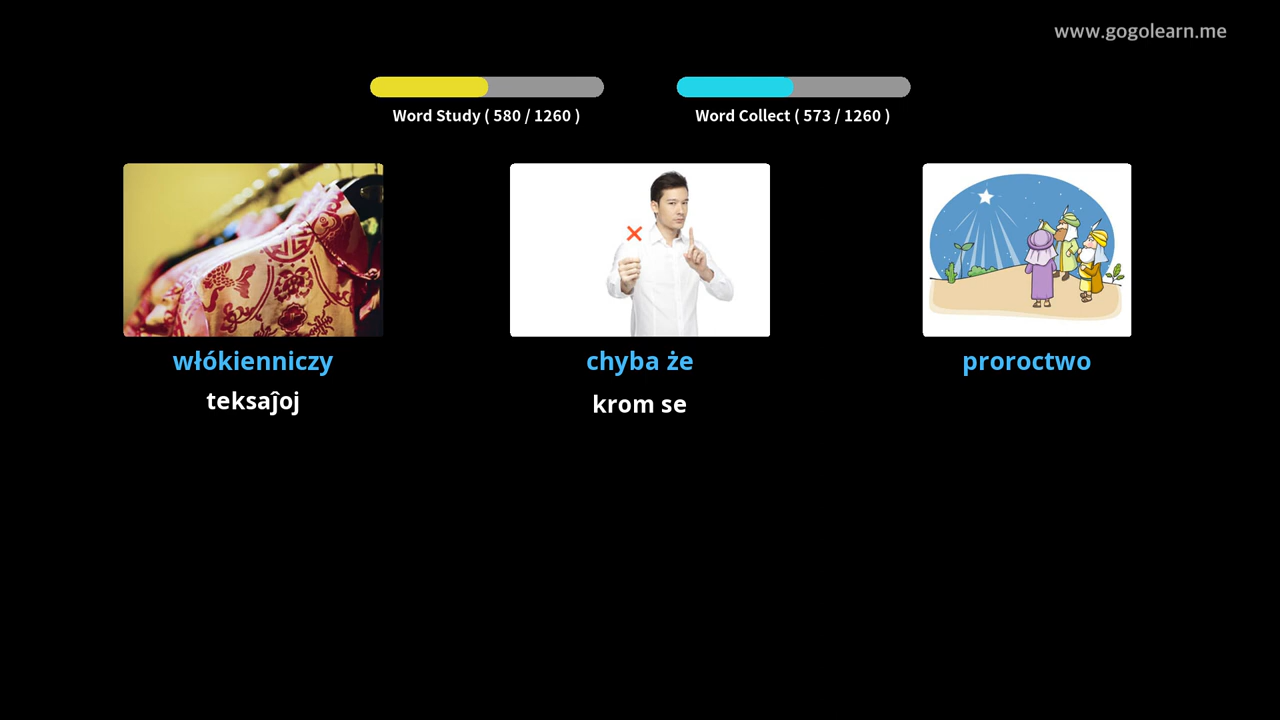 www.gogolearn.me
Word Study ( 580 / 1260 )
Word Collect ( 573 / 1260 )
włókienniczy
chyba że
proroctwo
teksaĵoj
krom se